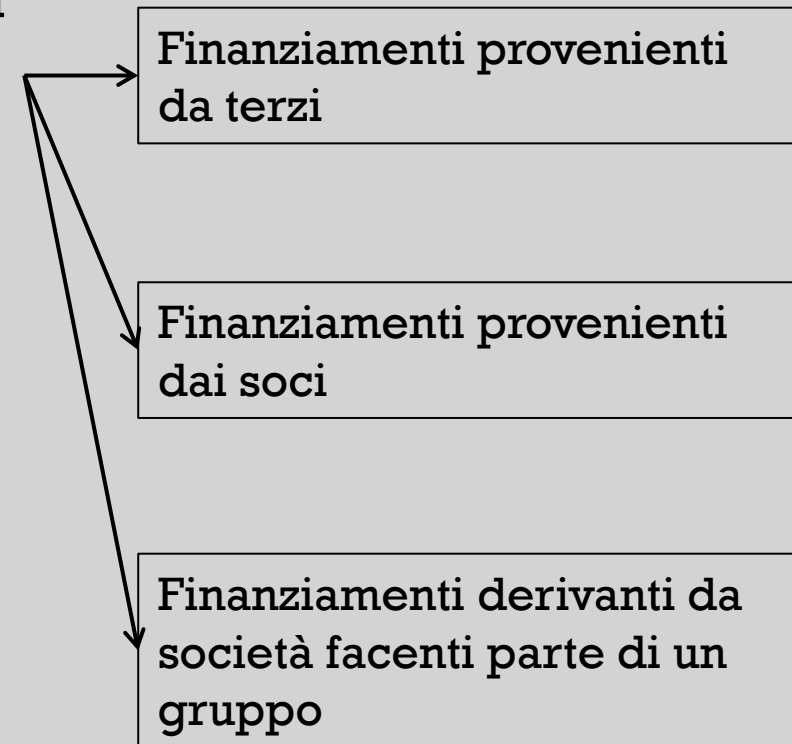 Finanziamenti provenienti
da terzi
Finanziamenti provenienti
dai soci
Finanziamenti derivanti da
società facenti parte di un
gruppo